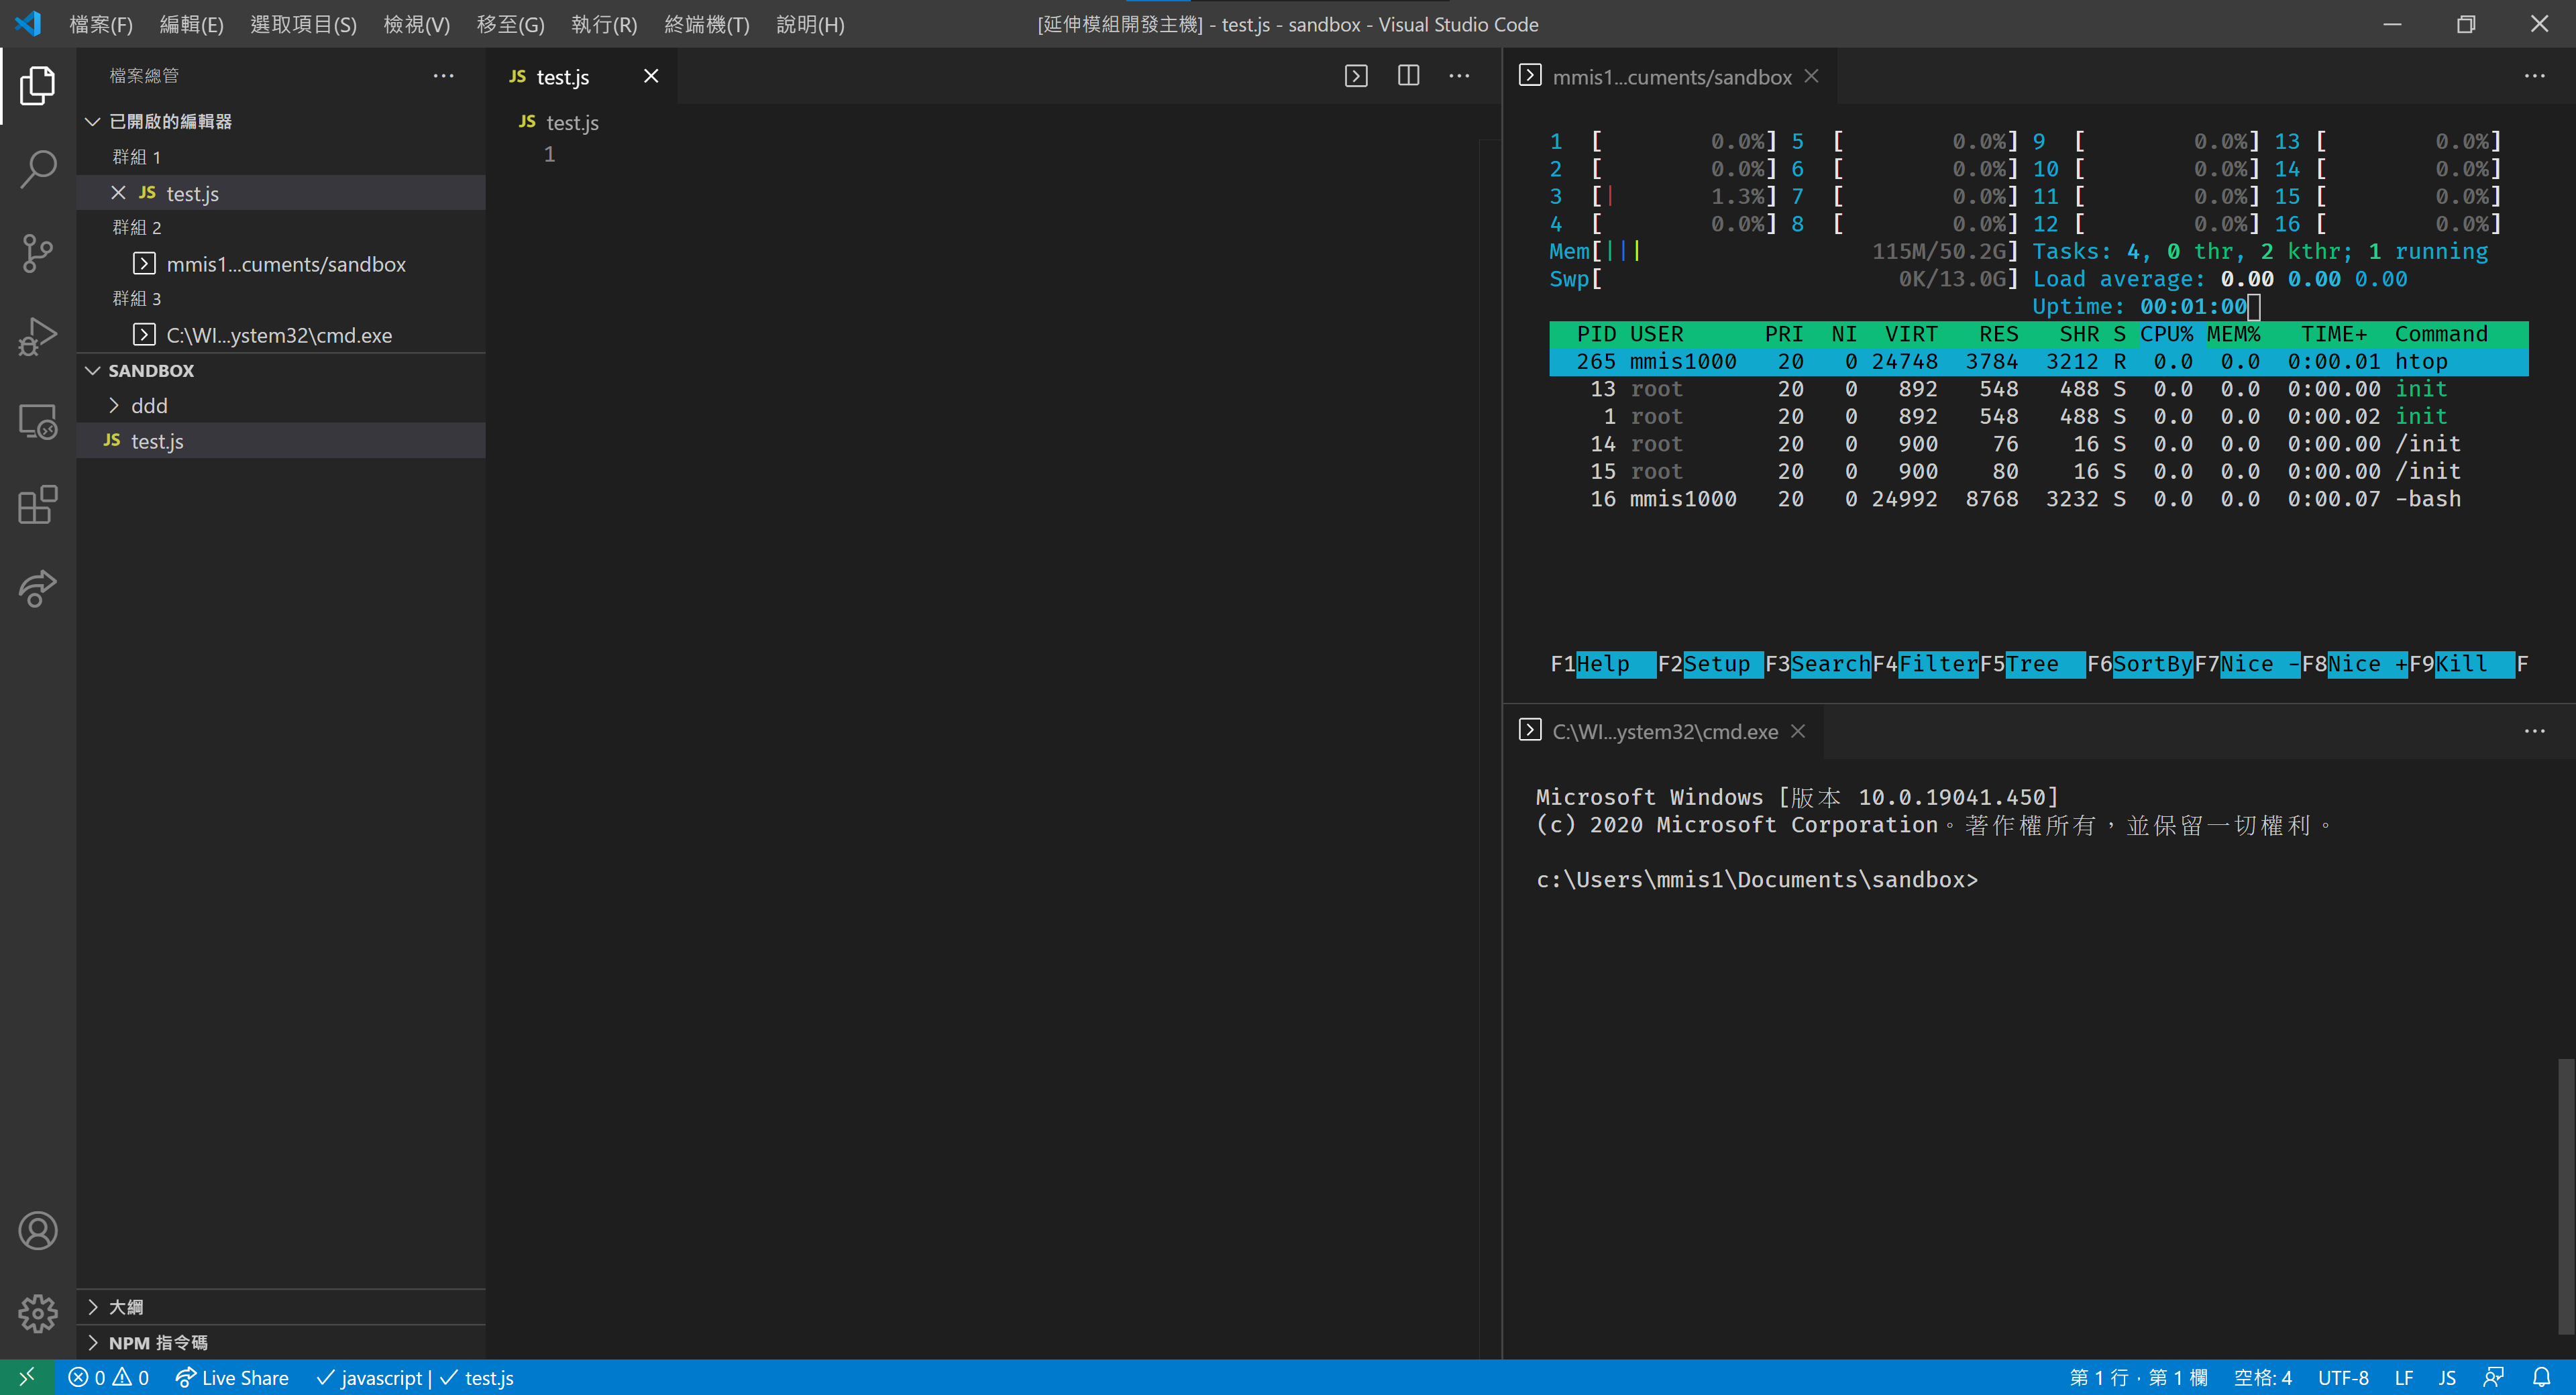 檔案(F) 編輯(E) 選取項目(S) 檢視(V) 移至(G) 執行(R) 終端機(T) 說明(H) [延伸模組開發主機] - test.js - sandbox - Visual Studio Code
檔案總管
已開啟的編輯器
群組 1
JS test.js
群組 2
mmis1...cuments/sandbox
群組 3
C:\WI...ystem32\cmd.exe
SANDBOX
ddd
JS test.js
大綱
NPM 指令碼
JS test.js
JS test.js
1
mmis1...cuments/sandbox
1 [ 0.0%] 5 [ 0.0%] 9 [ 0.0%] 13 [ 0.0%]
2 [ 0.0%] 6 [ 0.0%] 10 [ 0.0%] 14 [ 0.0%]
3 [| 1.3%] 7 [ 0.0%] 11 [ 0.0%] 15 [ 0.0%]
4 [ 0.0%] 8 [ 0.0%] 12 [ 0.0%] 16 [ 0.0%]
Mem[||| 115M/50.2G] Tasks: 4, 0 thr, 2 kthr; 1 running
Swp[ 0K/13.0G] Load average: 0.00 0.00 0.00
Uptime: 00:01:00
PID USER PRI NI VIRT RES SHR S CPU% MEM% TIME+ Command
265 mmis1000 20 0 24748 3784 3212 R 0.0 0.0 0:00.01 htop
13 root 20 0 892 548 488 S 0.0 0.0 0:00.00 init
1 root 20 0 892 548 488 S 0.0 0.0 0:00.02 init
14 root 20 0 900 76 16 S 0.0 0.0 0:00.00 /init
15 root 20 0 900 80 16 S 0.0 0.0 0:00.00 /init
16 mmis1000 20 0 24992 8768 3232 S 0.0 0.0 0:00.07 -bash
F1Help F2Setup F3SearchF4FilterF5Tree F6SortByF7Nice -F8Nice +F9Kill F
C:\WI...ystem32\cmd.exe
Microsoft Windows [版本 10.0.19041.450]
(c) 2020 Microsoft Corporation。著作權所有，並保留一切權利。
c:\Users\mmis1\Documents\sandbox>
0 0 Live Share javascript | test.js 第 1 行，第 1 欄 空格: 4 UTF-8 LF JS